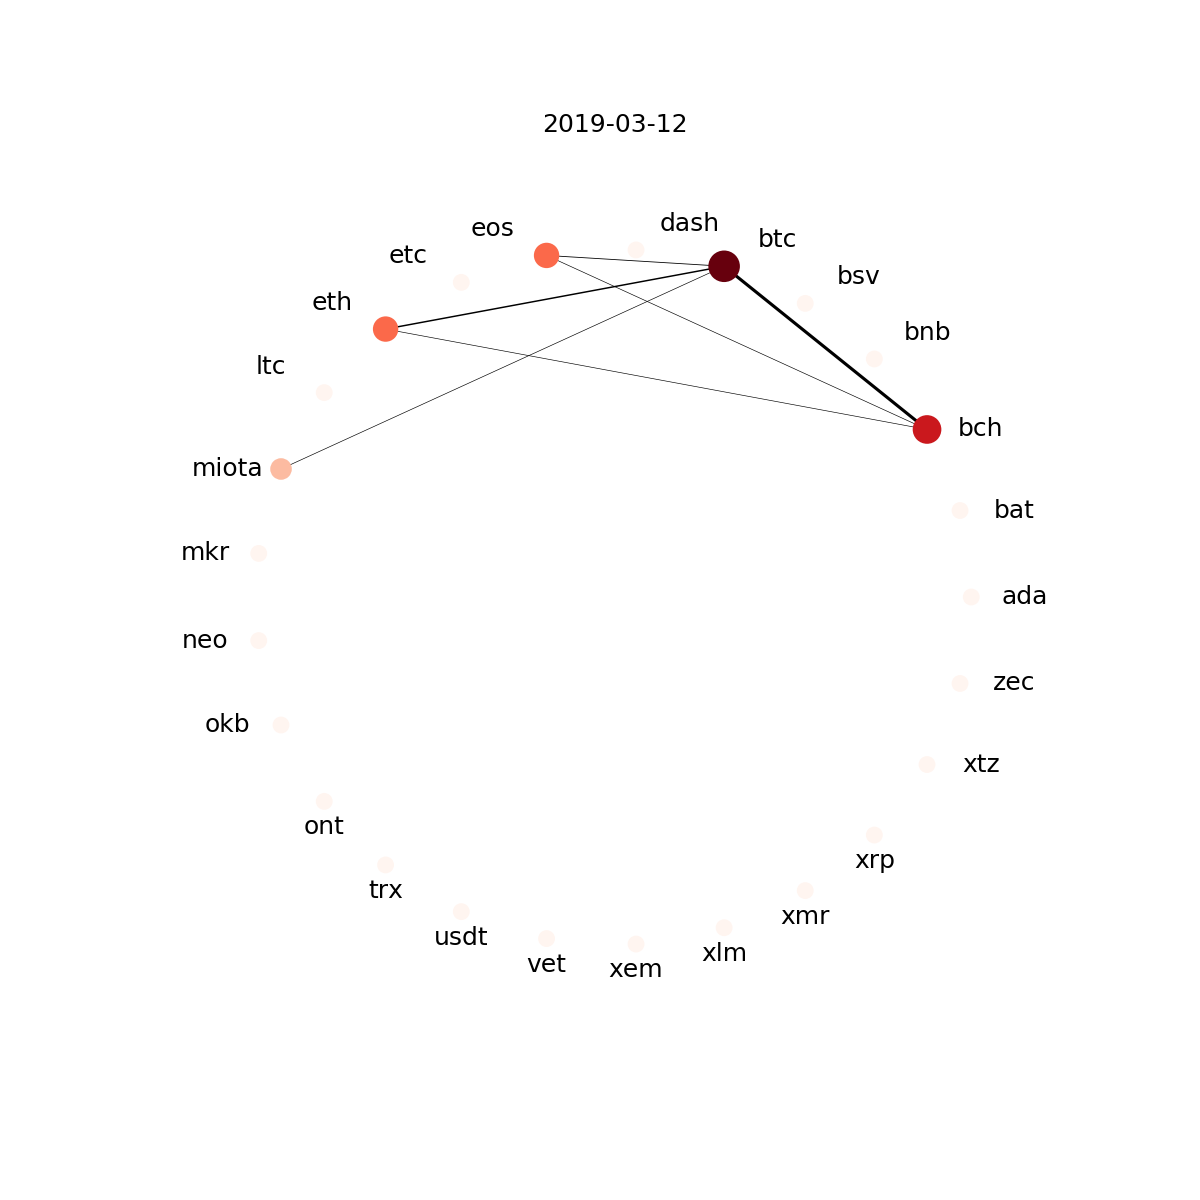 2019-03-12
dash
eos
btc
etc
bsv
eth
bnb
ltc
bch
miota
bat
mkr
ada
neo
zec
okb
xtz
ont
xrp
trx
xmr
usdt
xlm
vet
xem